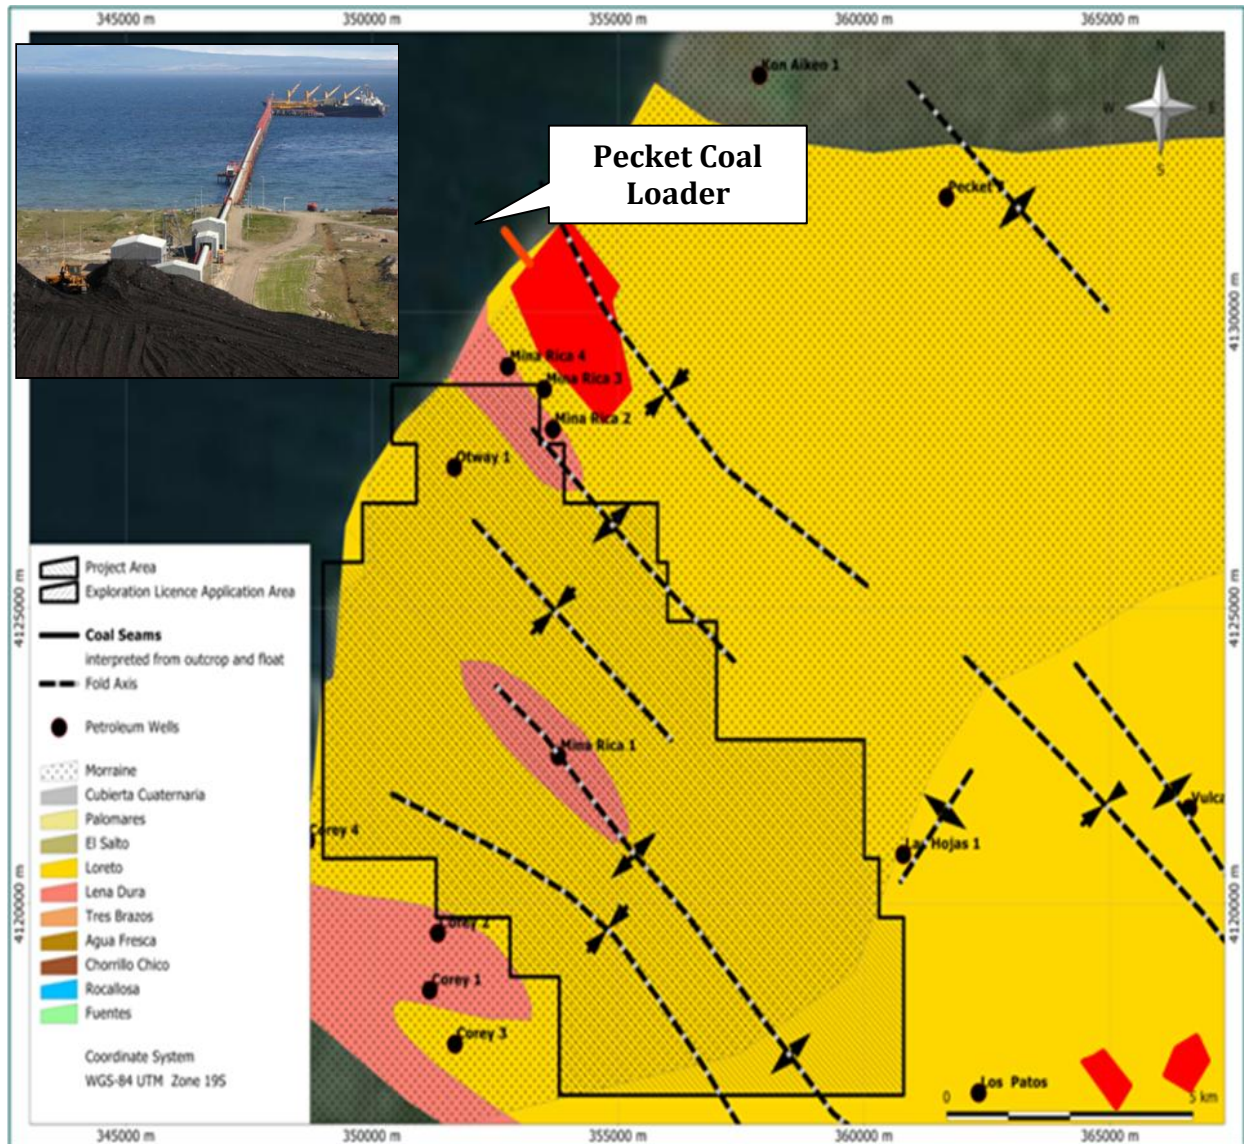 345000 m 350000 m 355000 m 360000 m 365000 m
N
W E
S
Kon Aikeo 1
Pecket Coal
Loader
Mina Rica 4
Mina Rica 3
Mina Rica 2
Otway 1
4130000 m
4125000 m 4125000 m
Project Area
Exploration Licence Application Area
Coal Seams
interpreted from outcrop and float
Fold Axis
Petroleum Wells
Morraine
Cubierta Cuaternaria
Palomares
El Salto
Loreto
Lena Dura
Tres Brazos
Agua Fresca
Chorrillo Chico
Rocallosa
Fuentes
Coordinate System
WGS-84 UTM Zone 19S
Pecket
Mina Rica 1
Corey 4
Las Hojas 1
Vulca
4120000 m 4120000 m
Corey 2
Corey 1
Corey 3
Los Patos
0 5 km
345000 m 350000 m 355000 m 360000 m 365000 m